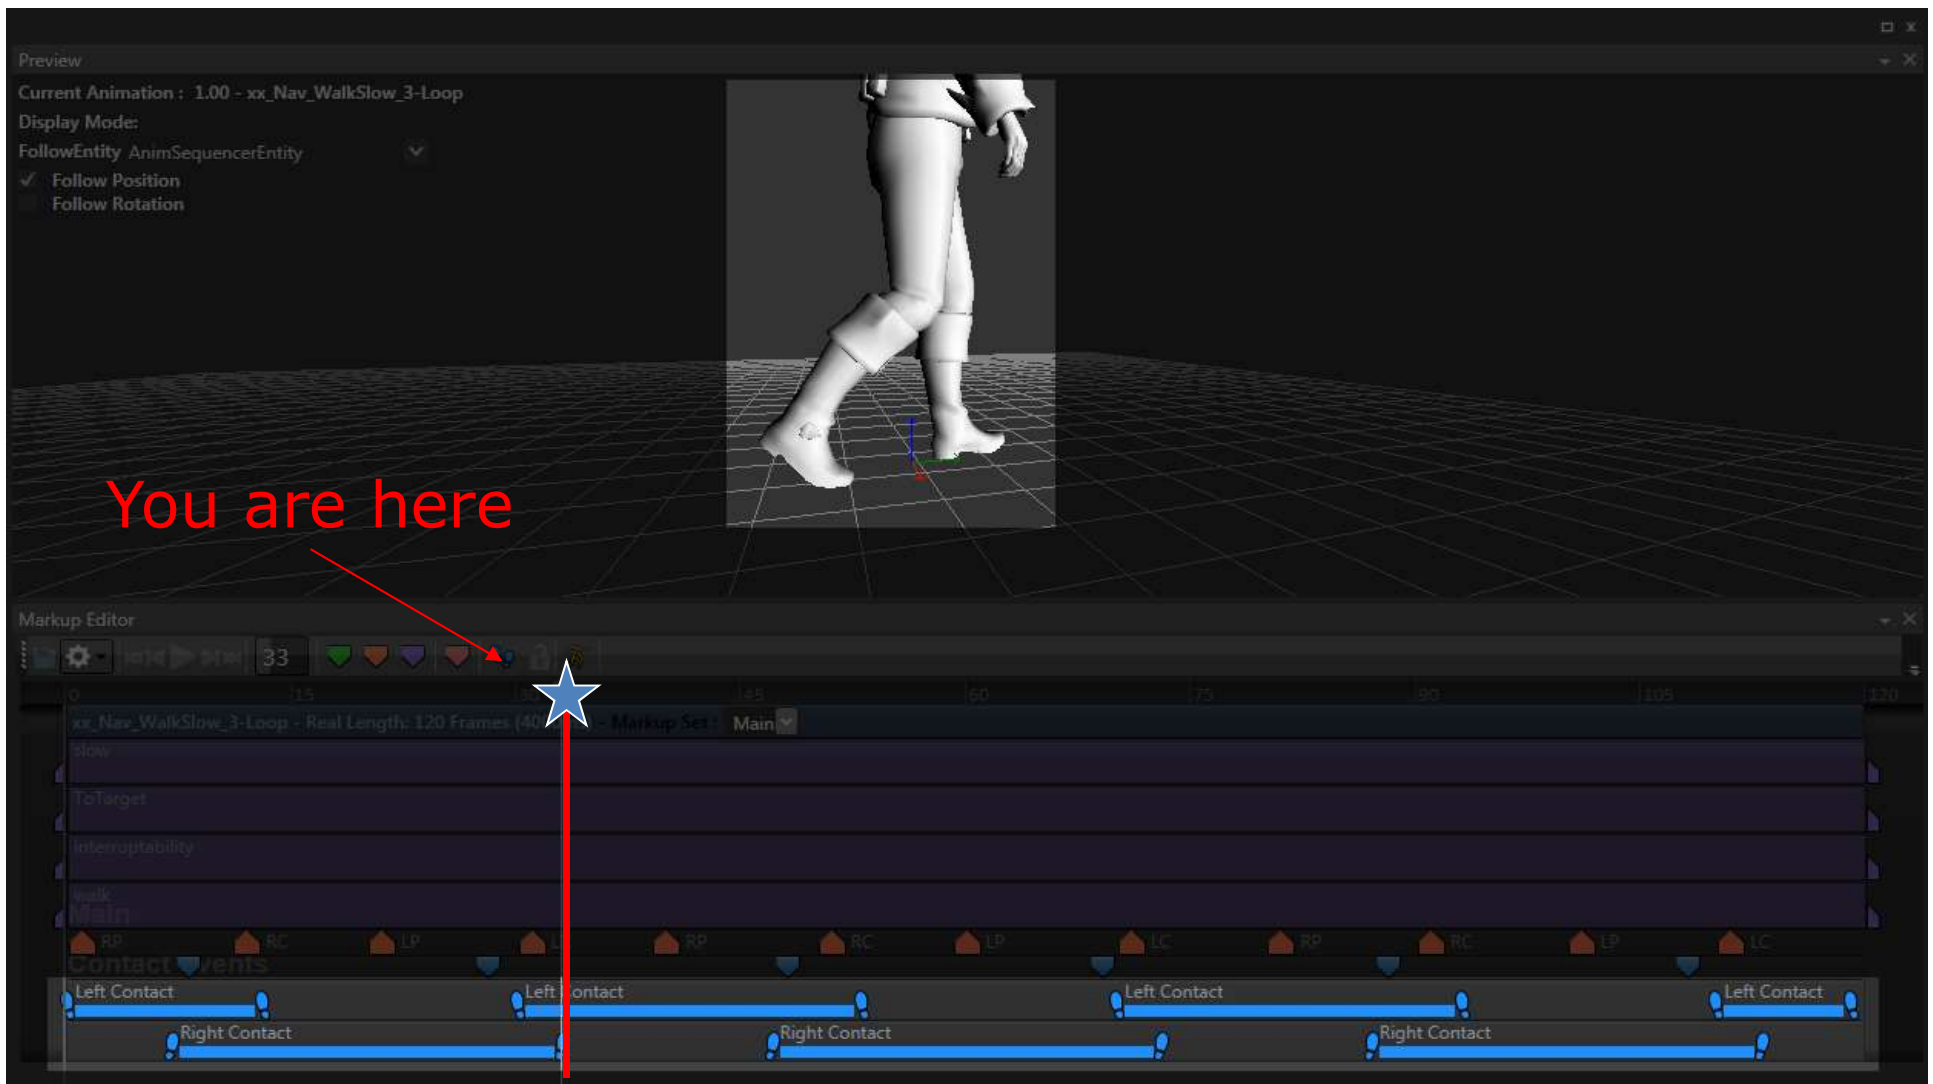 Preview
Current Animation : 1.00 - xx_Nav_WalkSlow_3-Loop
Display Mode:
FollowEntity AnimSequencerEntity
Follow Position
Follow Rotation
You are here
Markup Editor
33
0 15 45 60 75 90 105 120
xx_Nav_WalkSlow_3-Loop - Real Length: 120 Frames (40 - Markup Set : Main
slow
ToTarget
interruptability
walk
Main
RP RC LP RP RC LP LC RP RC LP LC
Contact Events
Left Contact Left Contact Left Contact Left Contact
Right Contact Right Contact Right Contact